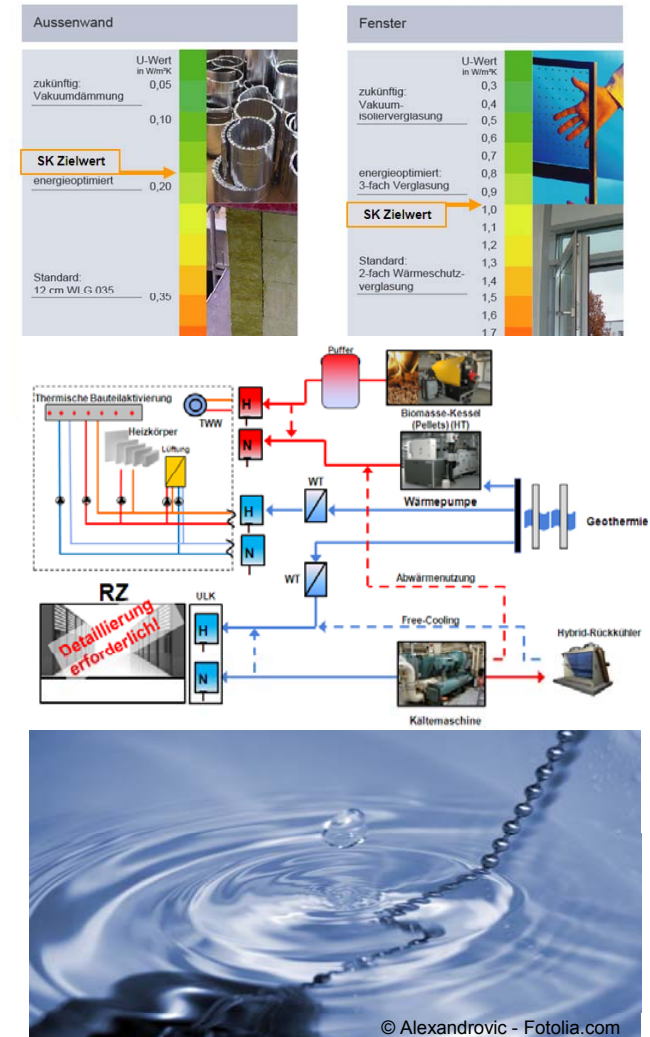 Aussenwand
U-Wert
in W/m²K
zukünftig:
Vakuumdämmung
0,05
0,10
SK Zielwert
energieoptimiert
0,20
Standard:
12 cm WLG 035
0,35
Fenster
U-Wert
in W/m²K
0,3
zukünftig:
Vakuum-
isolierverglasung
0,4
0,5
0,6
0,7
energieoptimiert:
3-fach Verglasung
0,8
0,9
SK Zielwert
1,0
1,1
1,2
Standard:
2-fach Wärmeschutz-
verglasung
1,3
1,4
1,5
1,6
1,7
Puffer
Thermische Bauteilaktivierung
Heizkörper
Lüftung
TWW
H
N
Biomasse-Kessel
(Pellets) (HT)
Wärmepumpe
WT
H
N
Geothermie
WT
Abwärmenutzung
RZ
ULK
Detaillierung
erforderlich!
H
N
Free-Cooling
Hybrid-Rückkühler
Kältemaschine
© Alexandrovic - Fotolia.com